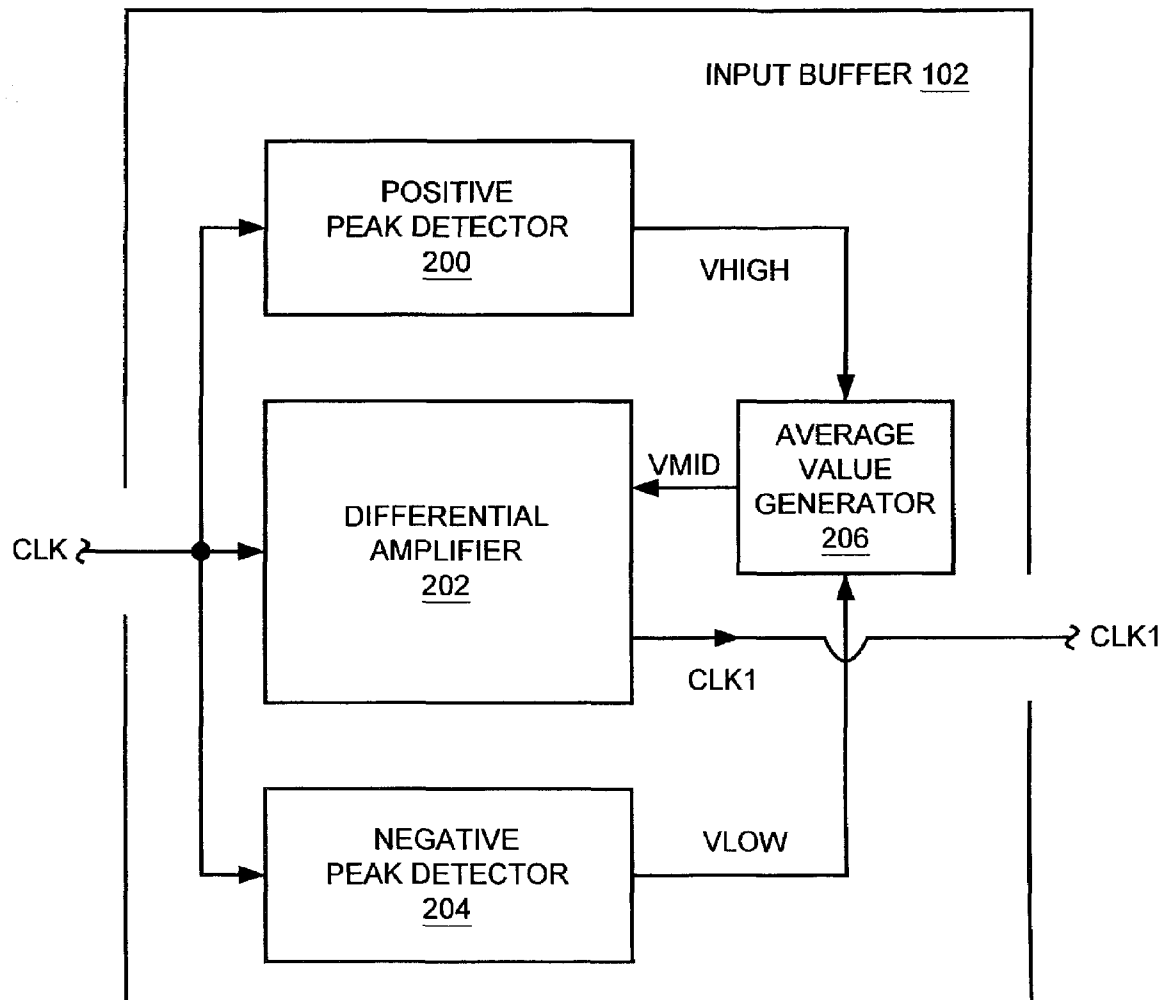 INPUT BUFFER 102
POSITIVE
PEAK DETECTOR
200
VHIGH
AVERAGE
VALUE
GENERATOR
206
VMID
DIFFERENTIAL
AMPLIFIER
202
CLK
CLK1
CLK1
NEGATIVE
PEAK DETECTOR
204
VLOW